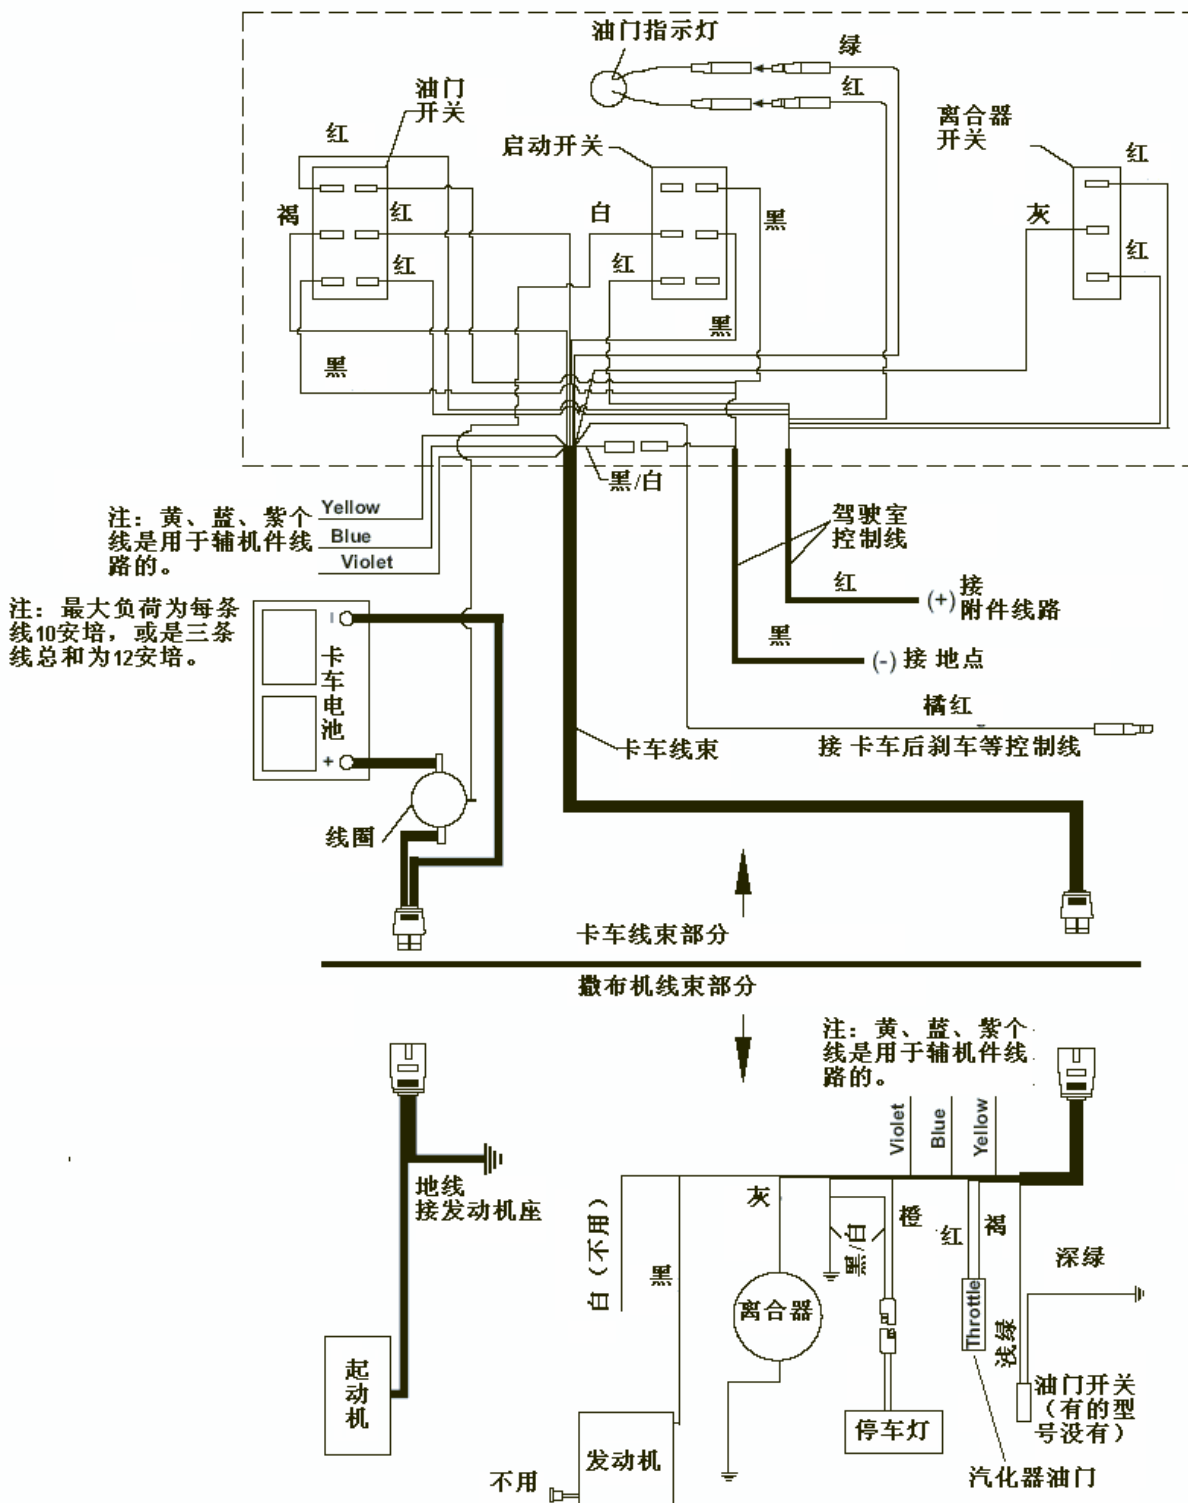 油门指示灯
绿
红
油门
开关
红
启动开关
离合器
开关
红
褐
红
白
黑
灰
红
红
红
黑
黑
黑/白
注：黄、蓝、紫个
线是用于辅机件线
路的。
Yellow
Blue
Violet
驾驶室
控制线
红
(+) 接
附件线路
黑
(-) 接 地点
注：最大负荷为每条
线10安培，或是三条
线总和为12安培。
卡车电池
+
橘红
接 卡车后刹车等控制线
卡车线束
线圈
卡车线束部分
撒布机线束部分
注：黄、蓝、紫个
线是用于辅机件线
路的。
Violet
Blue
Yellow
地线
接发动机座
白（不用）
黑
灰
黑/白
橙
红
褐
深绿
离合器
Throttle
浅绿
起动机
油门开关
（有的型
号没有）
停车灯
发动机
汽化器油门
不用